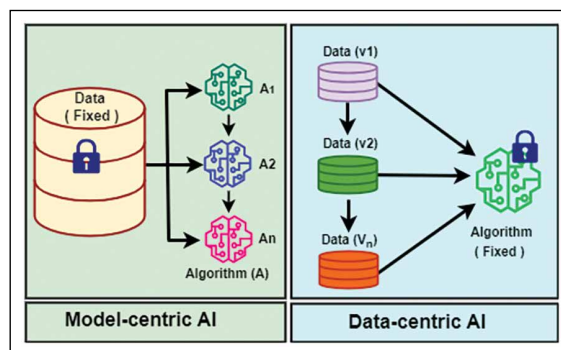 Data
( Fixed )
A1
A2
An
Algorithm (A)
Model-centric AI
Data (v1)
Data (v2)
Data (Vn)
Algorithm
( Fixed )
Data-centric AI